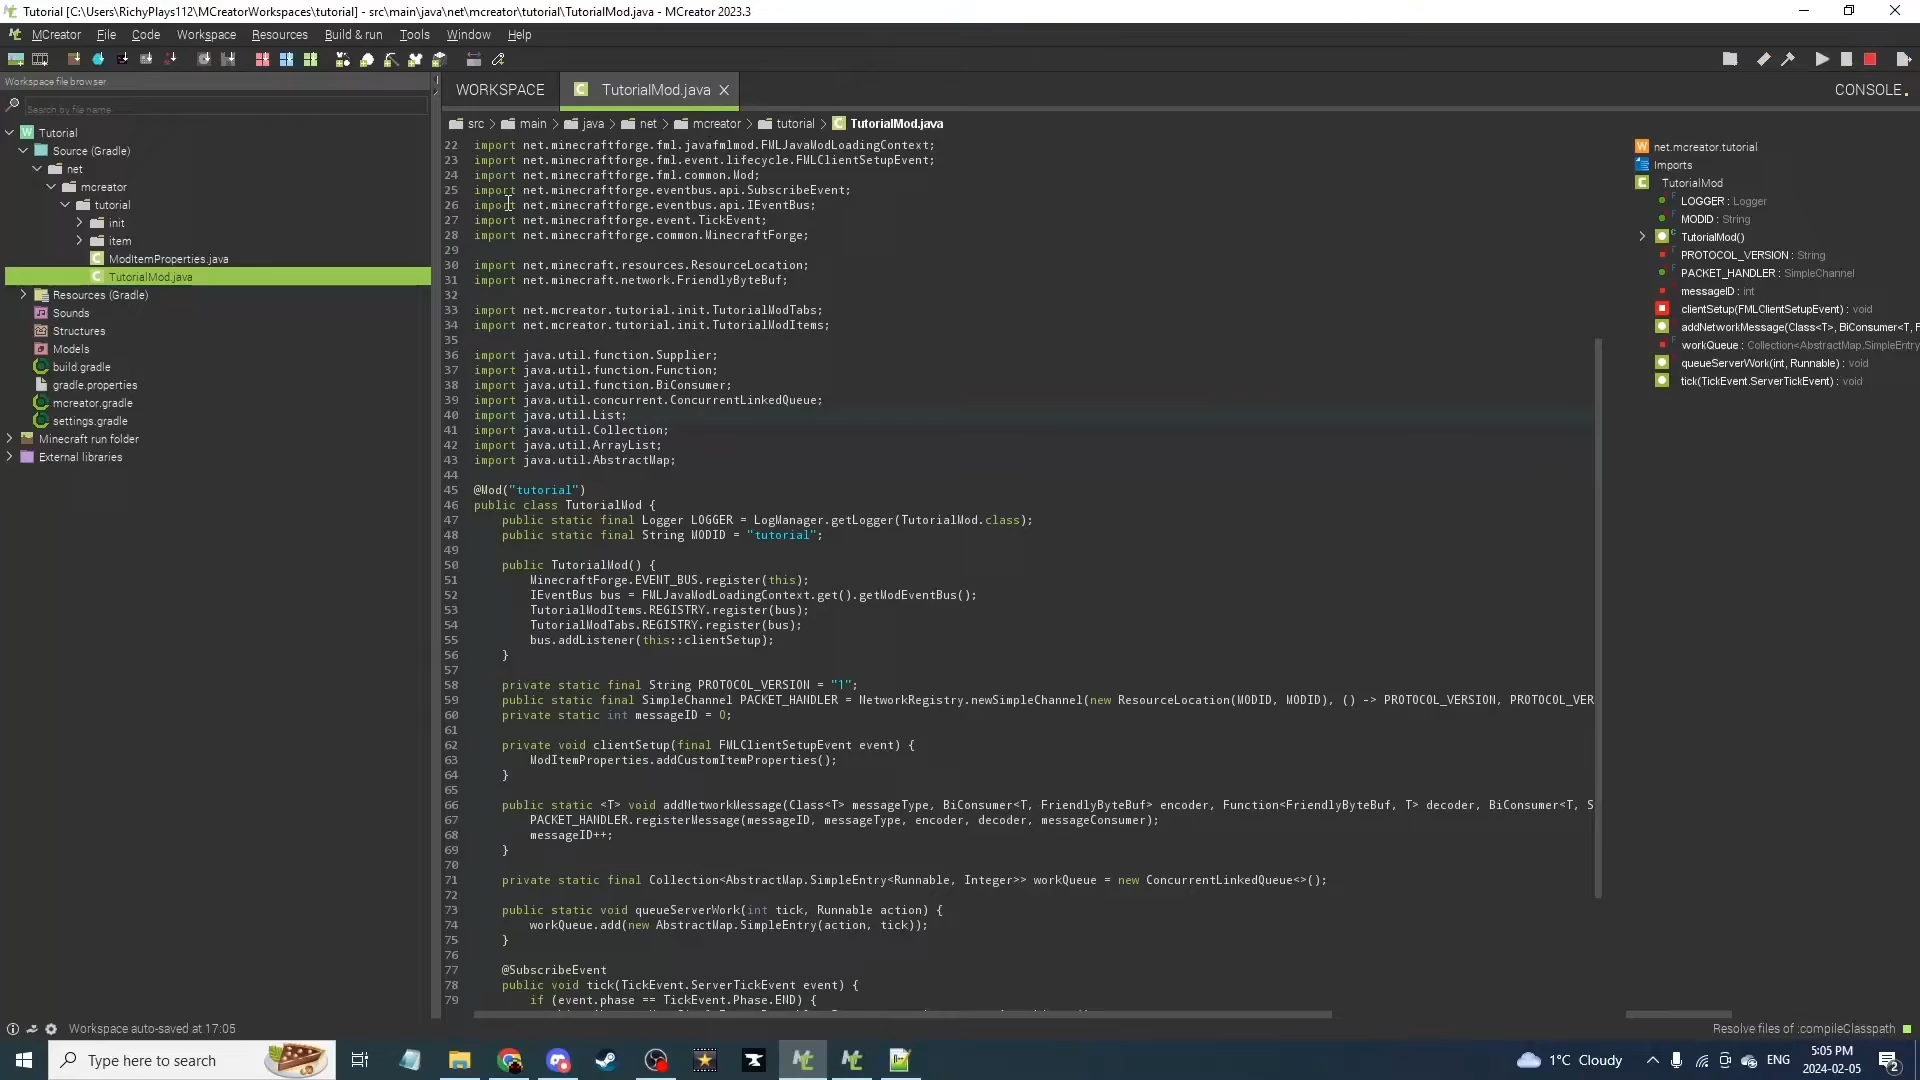 Tutorial [C:\Users\RichyPlays112\MCreatorWorkspaces\tutorial] - src\main\java\net\mcreator\tutorial\TutorialMod.java - MCreator 2023.3
MCreator File Code Workspace Resources Build & run Tools Window Help
Workspace file browser
Search by file name
Tutorial
Source (Gradle)
net
mcreator
tutorial
init
item
ModItemProperties.java
TutorialMod.java
Resources (Gradle)
Sounds
Structures
Models
build.gradle
gradle.properties
mcreator.gradle
settings.gradle
Minecraft run folder
External libraries
WORKSPACE
TutorialMod.java
CONSOLE
src > main > java > net > mcreator > tutorial > TutorialMod.java
22 import net.minecraftforge.fml.javafmlmod.FMLJavaModLoadingContext;
23 import net.minecraftforge.fml.event.lifecycle.FMLClientSetupEvent;
24 import net.minecraftforge.fml.common.Mod;
25 import net.minecraftforge.eventbus.api.SubscribeEvent;
26 import net.minecraftforge.eventbus.api.IEventBus;
27 import net.minecraftforge.event.TickEvent;
28 import net.minecraftforge.common.MinecraftForge;
29
30 import net.minecraft.resources.ResourceLocation;
31 import net.minecraft.network.FriendlyByteBuf;
32
33 import net.mcreator.tutorial.init.TutorialModTabs;
34 import net.mcreator.tutorial.init.TutorialModItems;
35
36 import java.util.function.Supplier;
37 import java.util.function.Function;
38 import java.util.function.BiConsumer;
39 import java.util.concurrent.ConcurrentLinkedQueue;
40 import java.util.List;
41 import java.util.Collection;
42 import java.util.ArrayList;
43 import java.util.AbstractMap;
44
45 @Mod("tutorial")
46 public class TutorialMod {
47 public static final Logger LOGGER = LogManager.getLogger(TutorialMod.class);
48 public static final String MODID = "tutorial";
49
50 public TutorialMod() {
51 MinecraftForge.EVENT_BUS.register(this);
52 IEventBus bus = FMLJavaModLoadingContext.get().getModEventBus();
53 TutorialModItems.REGISTRY.register(bus);
54 TutorialModTabs.REGISTRY.register(bus);
55 bus.addListener(this::clientSetup);
56 }
57
58 private static final String PROTOCOL_VERSION = "1";
59 public static final SimpleChannel PACKET_HANDLER = NetworkRegistry.newSimpleChannel(new ResourceLocation(MODID, MODID), () -> PROTOCOL_VERSION, PROTOCOL_VER
60 private static int messageID = 0;
61
62 private void clientSetup(final FMLClientSetupEvent event) {
63 ModItemProperties.addCustomItemProperties();
64 }
65
66 public static <T> void addNetworkMessage(Class<T> messageType, BiConsumer<T, FriendlyByteBuf> encoder, Function<FriendlyByteBuf, T> decoder, BiConsumer<T, S
67 PACKET_HANDLER.registerMessage(messageID, messageType, encoder, decoder, messageConsumer);
68 messageID++;
69 }
70
71 private static final Collection<AbstractMap.SimpleEntry<Runnable, Integer>> workQueue = new ConcurrentLinkedQueue<>();
72
73 public static void queueServerWork(int tick, Runnable action) {
74 workQueue.add(new AbstractMap.SimpleEntry(action, tick));
75 }
76
77 @SubscribeEvent
78 public void tick(TickEvent.ServerTickEvent event) {
79 if (event.phase == TickEvent.Phase.END) {
net.mcreator.tutorial
Imports
TutorialMod
LOGGER : Logger
MODID : String
TutorialMod()
PROTOCOL_VERSION : String
PACKET_HANDLER : SimpleChannel
messageID : int
clientSetup(FMLClientSetupEvent) : void
addNetworkMessage(Class<T>, BiConsumer<T, F
workQueue : Collection<AbstractMap.SimpleEntry
queueServerWork(int, Runnable) : void
tick(TickEvent.ServerTickEvent) : void
Workspace auto-saved at 17:05
Resolve files of :compileClasspath
Type here to search
1°C Cloudy
ENG
5:05 PM
2024-02-05
2